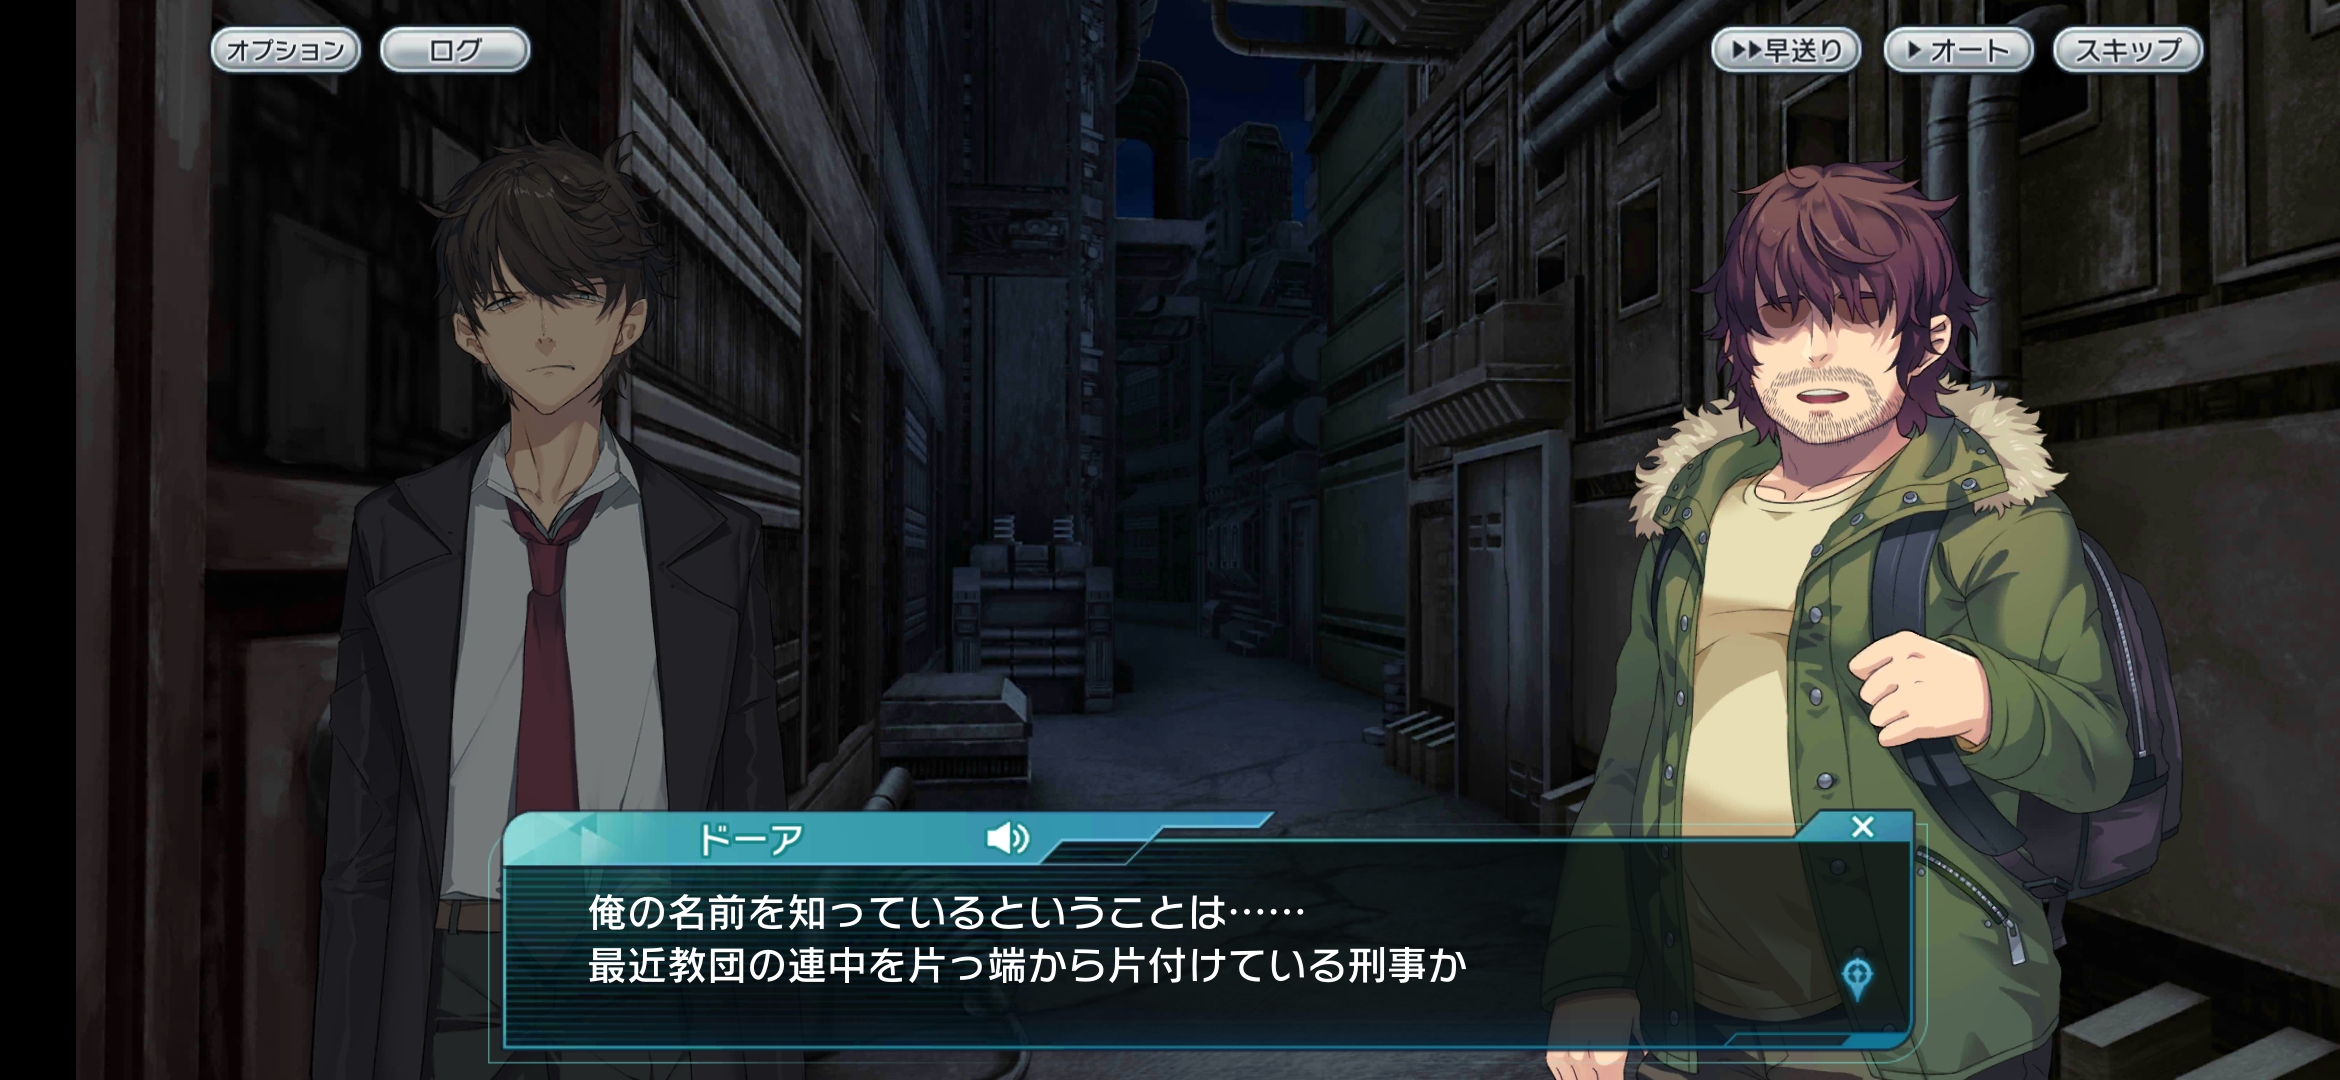 オプション
ログ
▶▶早送り
▶オート
スキップ
ドーア
俺の名前を知っているということは……
最近教団の連中を片っ端から片付けている刑事か